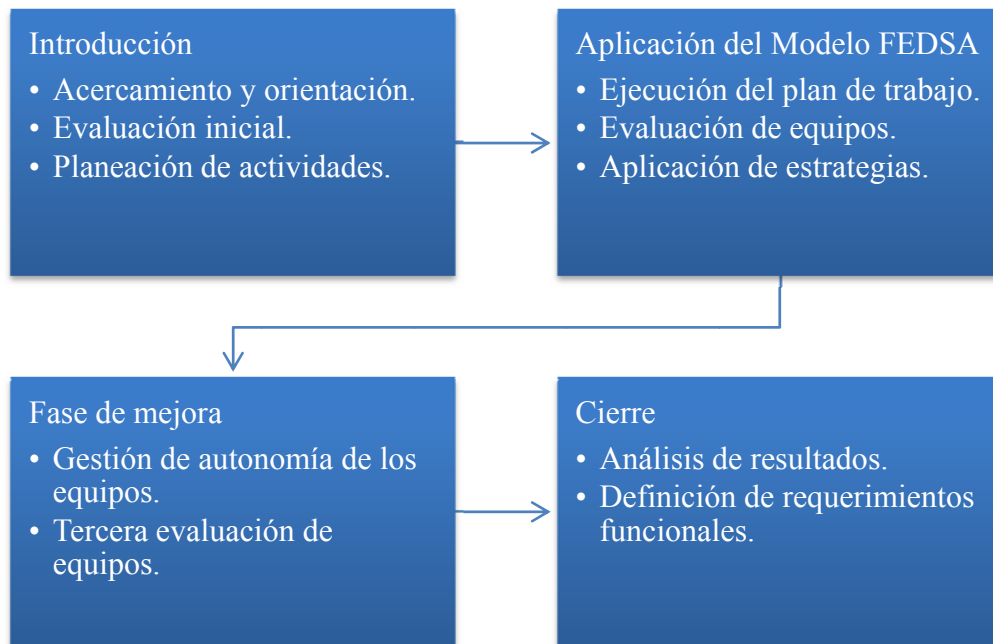 Introducción
• Acercamiento y orientación.
• Evaluación inicial.
• Planeación de actividades.
Aplicación del Modelo FEDSA
• Ejecución del plan de trabajo.
• Evaluación de equipos.
• Aplicación de estrategias.
Fase de mejora
• Gestión de autonomía de los
equipos.
• Tercera evaluación de
equipos.
Cierre
• Análisis de resultados.
• Definición de requerimientos
funcionales.